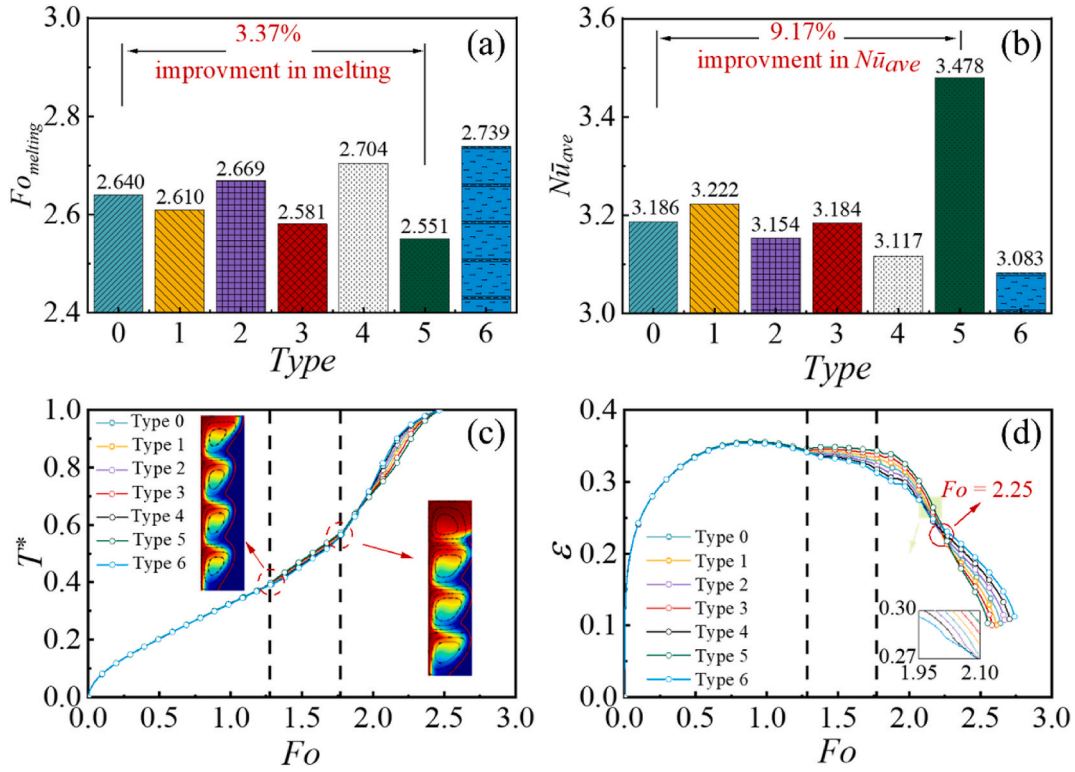 (a)
3.37%
improvment in melting
Fo_melting
3.0
2.8
2.6
2.4
2.640
2.610
2.669
2.581
2.704
2.551
2.739
0 1 2 3 4 5 6
Type
(b)
9.17%
improvment in Nūave
Nūave
3.6
3.4
3.2
3.0
3.186
3.222
3.154
3.184
3.117
3.478
3.083
0 1 2 3 4 5 6
Type
(c)
T*
1.0
0.8
0.6
0.4
0.2
0.0
Type 0
Type 1
Type 2
Type 3
Type 4
Type 5
Type 6
0.0 0.5 1.0 1.5 2.0 2.5 3.0
Fo
(d)
ε
0.4
0.3
0.2
0.1
0.0
Fo = 2.25
Type 0
Type 1
Type 2
Type 3
Type 4
Type 5
Type 6
0.30
0.27
1.95 2.10
0.0 0.5 1.0 1.5 2.0 2.5 3.0
Fo